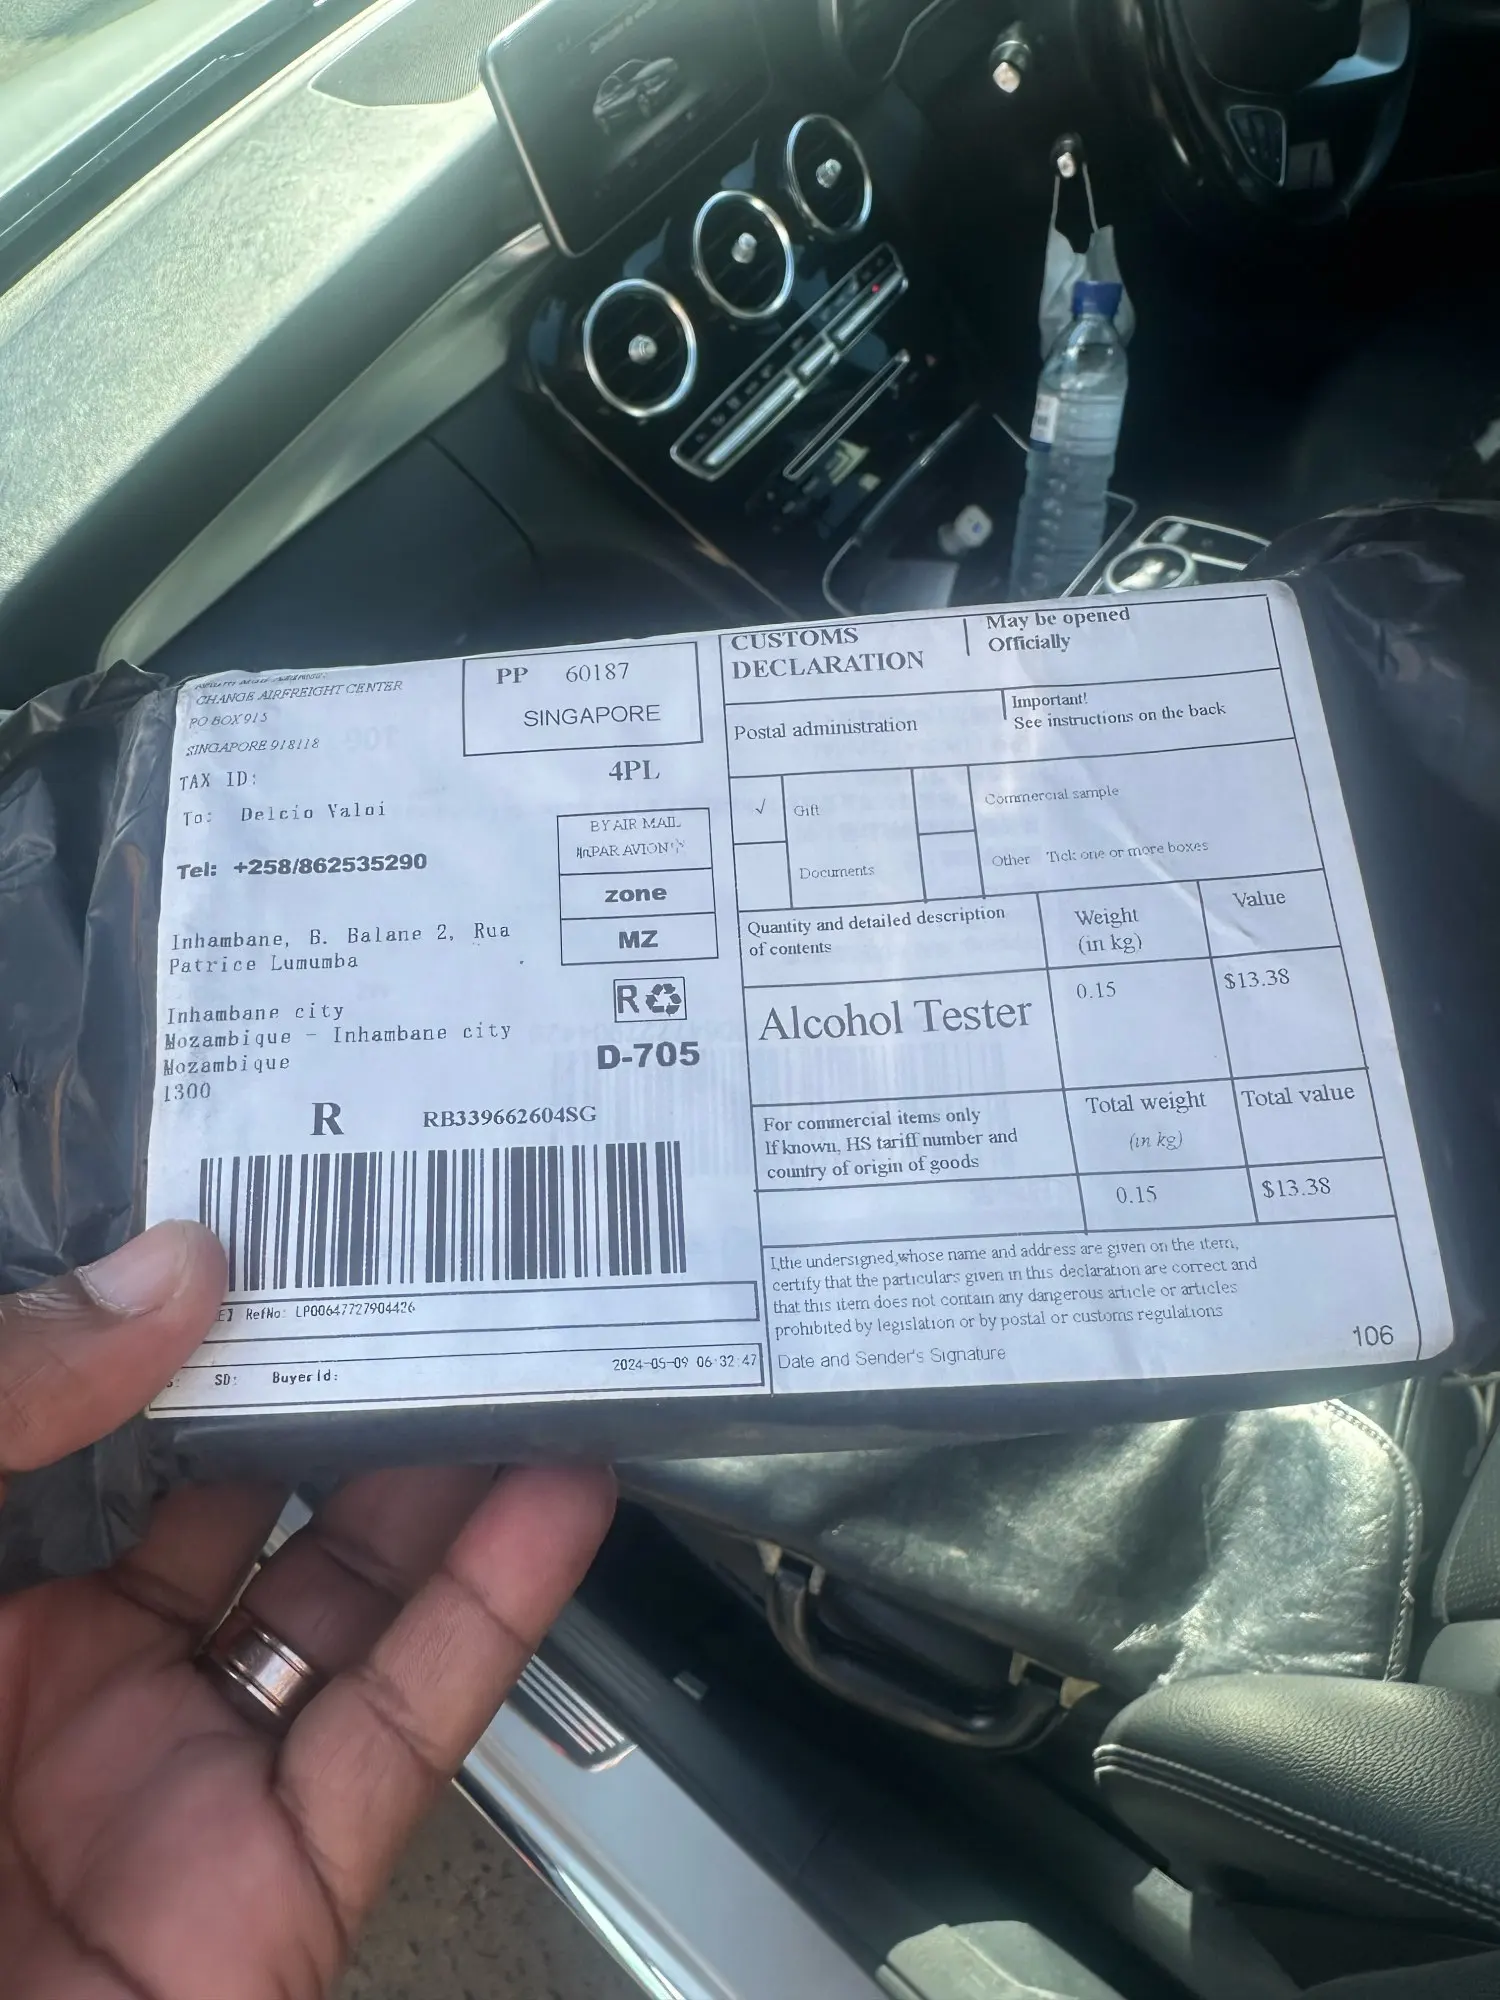 CHANGE AIRFREIGHT CENTER
PO BOX 915
SINGAPORE 918118
PP 60187
SINGAPORE
TAX ID:
4PL
To: Delcio Valoi
BY AIR MAIL
PAR AVION
Tel: +258/862535290
zone
MZ
Inhambane, B. Balane 2, Rua
Patrice Lumumba
R
Inhambane city
Mozambique - Inhambane city
Mozambique
1300
D-705
R RB339662604SG
RefNo: LP00647727904426
2024-05-09 06:32:47
SD: Buyer Id:
CUSTOMS
DECLARATION
May be opened
Officially
Postal administration
Important!
See instructions on the back
√ Gift
Commercial sample
Documents
Other Tick one or more boxes
Quantity and detailed description
of contents
Weight
(in kg)
Value
Alcohol Tester
0.15
$13.38
For commercial items only
If known, HS tariff number and
country of origin of goods
Total weight
(in kg)
Total value
0.15
$13.38
I,the undersigned,whose name and address are given on the item,
certify that the particulars given in this declaration are correct and
that this item does not contain any dangerous article or articles
prohibited by legislation or by postal or customs regulations
Date and Sender's Signature
106